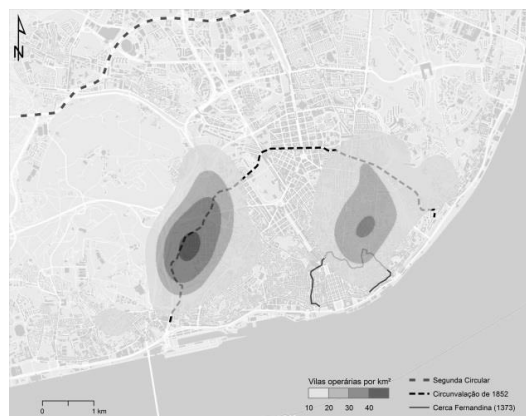 N
Vilas operárias por km²
10 20 30 40
Segunda Circular
Circunvalação de 1852
Cerca Fernandina (1373)
0 1 km